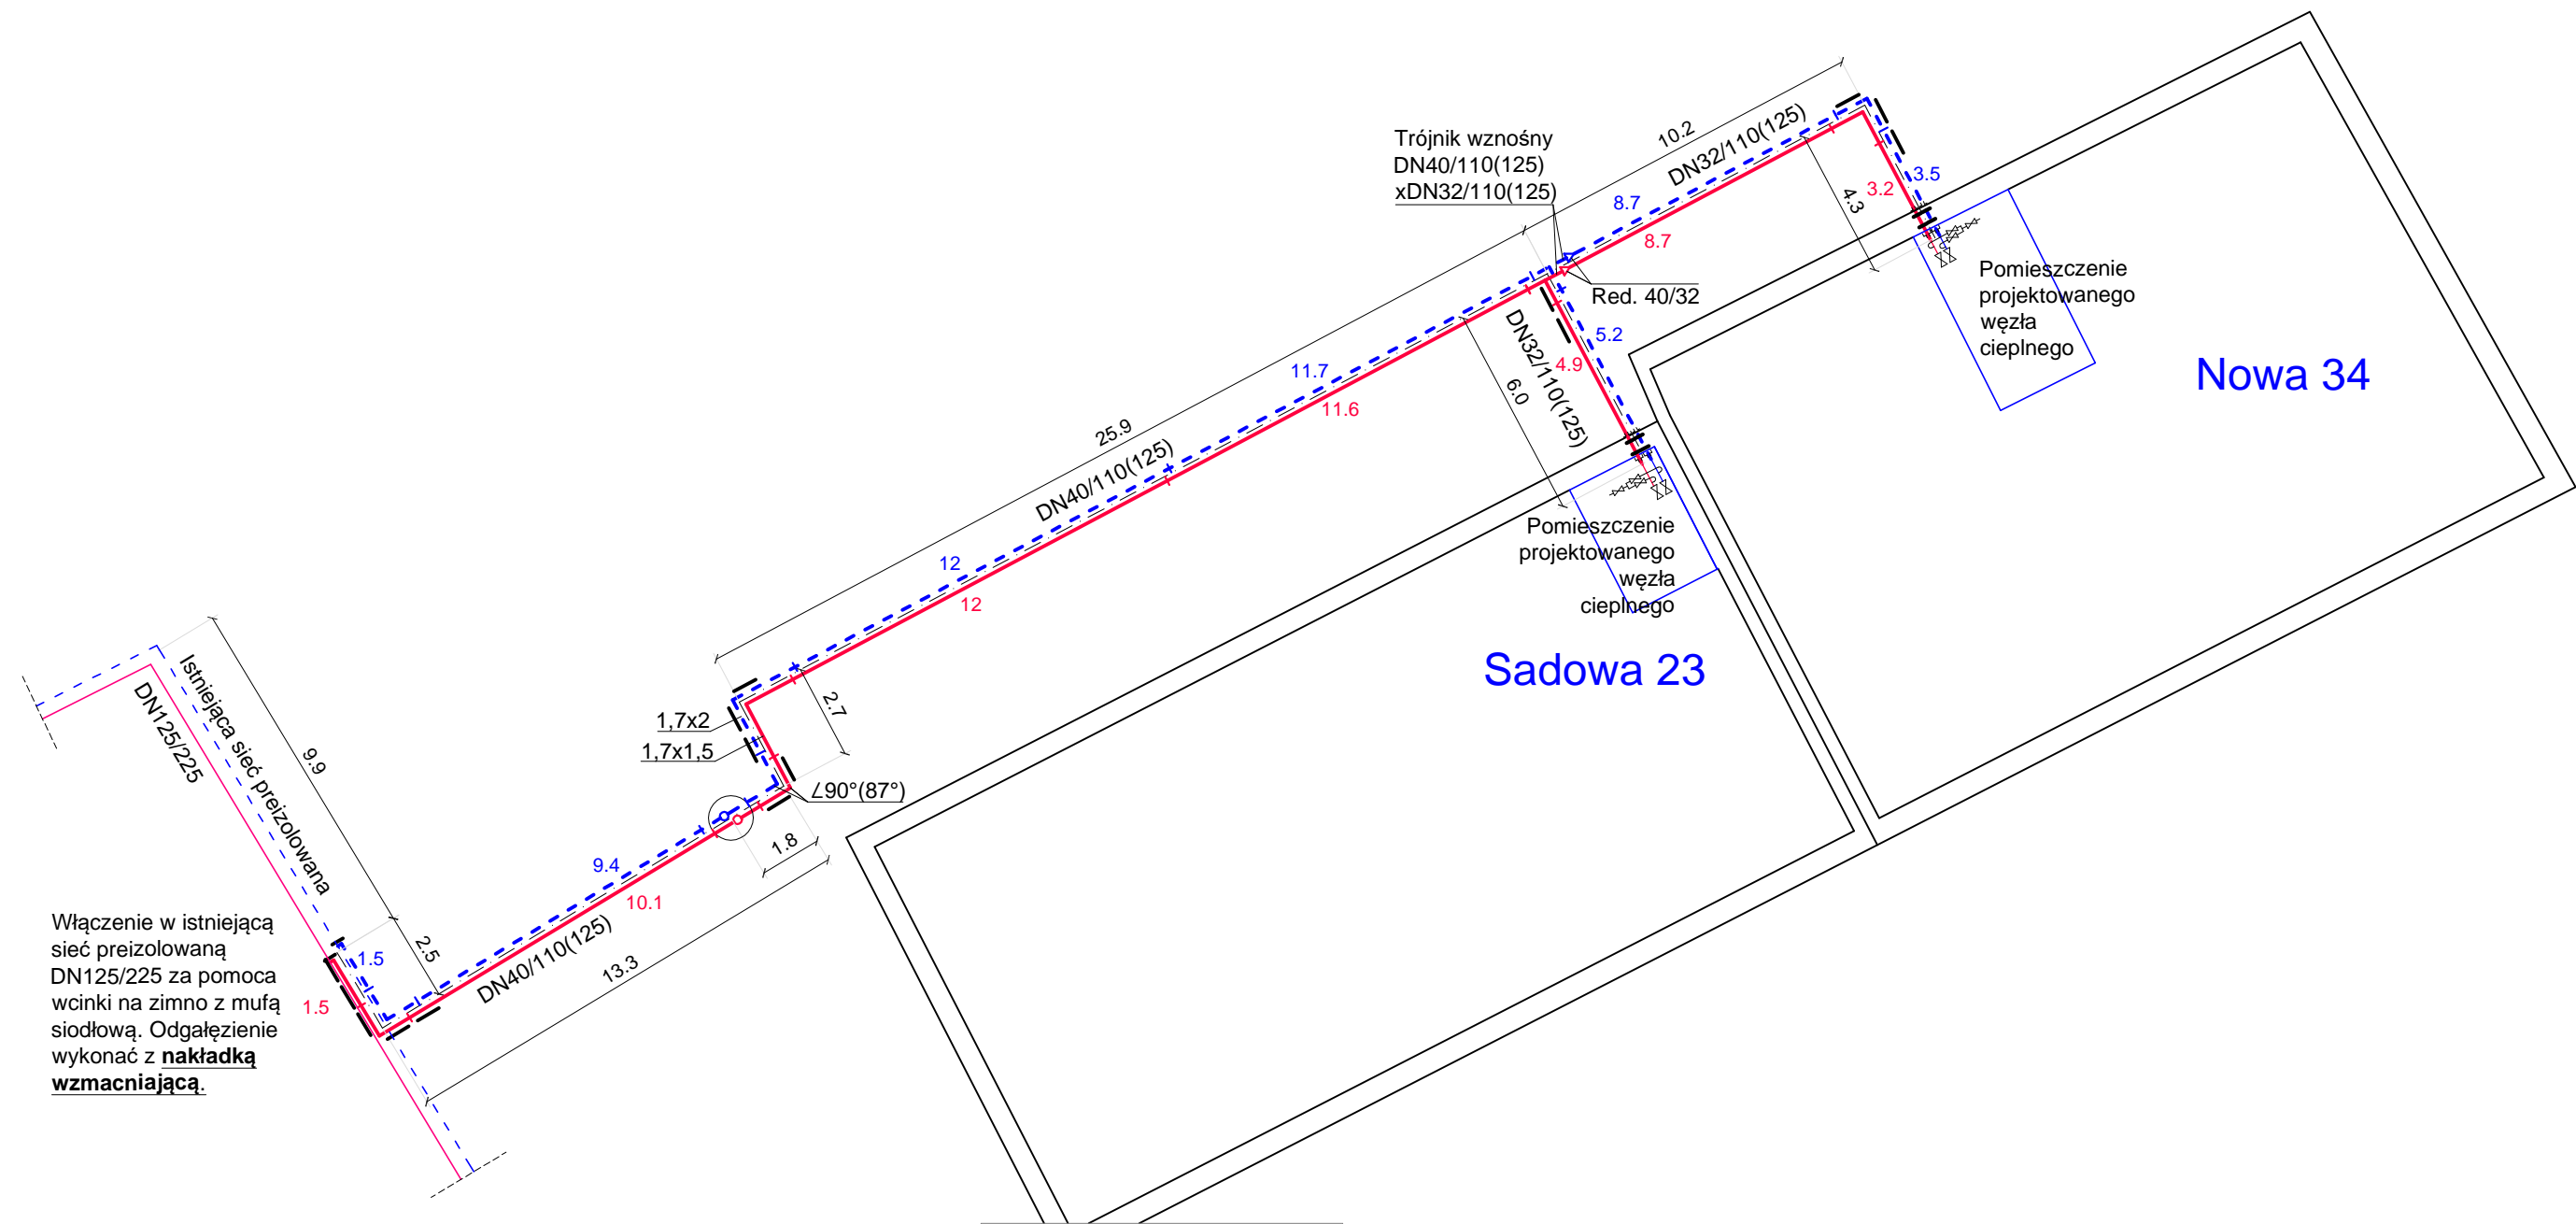 Trójnik wznośny
DN40/110(125)
xDN32/110(125)
10.2
DN32/110(125)
8.7
8.7
4.3
3.2
3.5
Red. 40/32
Pomieszczenie
projektowanego
węzła
cieplnego
Nowa 34
25.9
11.7
11.6
DN40/110(125)
6.0
DN32/110(125)
5.2
4.9
Pomieszczenie
projektowanego
węzła
cieplnego
Sadowa 23
12
12
2.7
1,7x2
1,7x1,5
∠90°(87°)
1.8
9.4
10.1
DN40/110(125)
13.3
Istniejąca sieć preizolowana
DN125/225
9.9
2.5
1.5
1.5
Włączenie w istniejącą
sieć preizolowaną
DN125/225 za pomoca
wcinki na zimno z mufą
siodłową. Odgałęzienie
wykonać z nakładką
wzmacniającą.